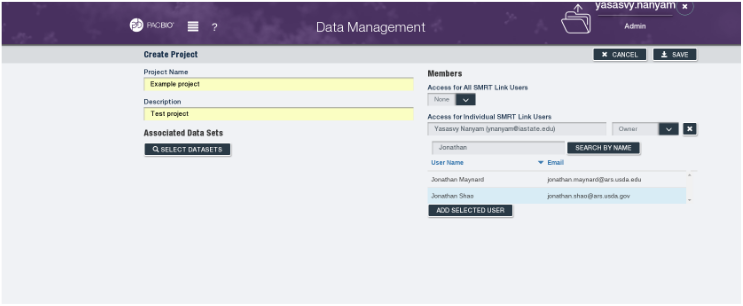 PACBIO
?
Data Management
yasasvy.nanyam
Admin
Create Project
CANCEL
SAVE
Project Name
Example project
Description
Test project
Associated Data Sets
SELECT DATASETS
Members
Access for All SMRT Link Users
None
Access for Individual SMRT Link Users
Yasasvy Nanyam (ynanyam@iastate.edu)
Owner
Jonathan
SEARCH BY NAME
User Name
Email
Jonathan Maynard
jonathan.maynard@ars.usda.edu
Jonathan Shao
jonathan.shao@ars.usda.gov
ADD SELECTED USER